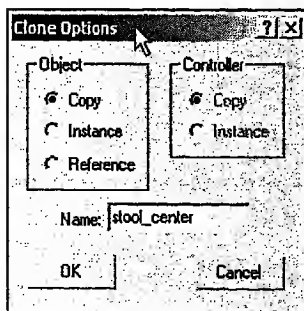 Clone Options ? X
Object Controller
Copy Copy
Instance Instance
Reference
Name: stool_center
OK Cancel